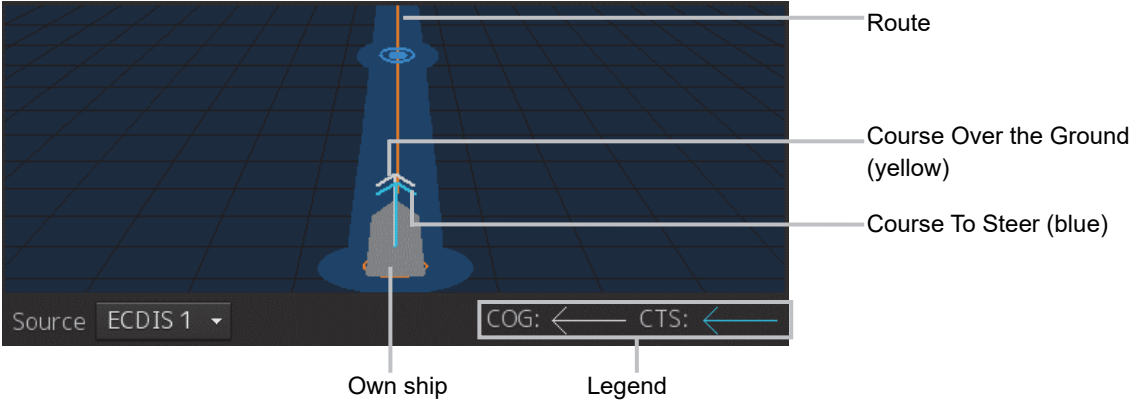 Route
Course Over the Ground
(yellow)
Course To Steer (blue)
Source ECDIS 1 COG: CTS:
Own ship Legend